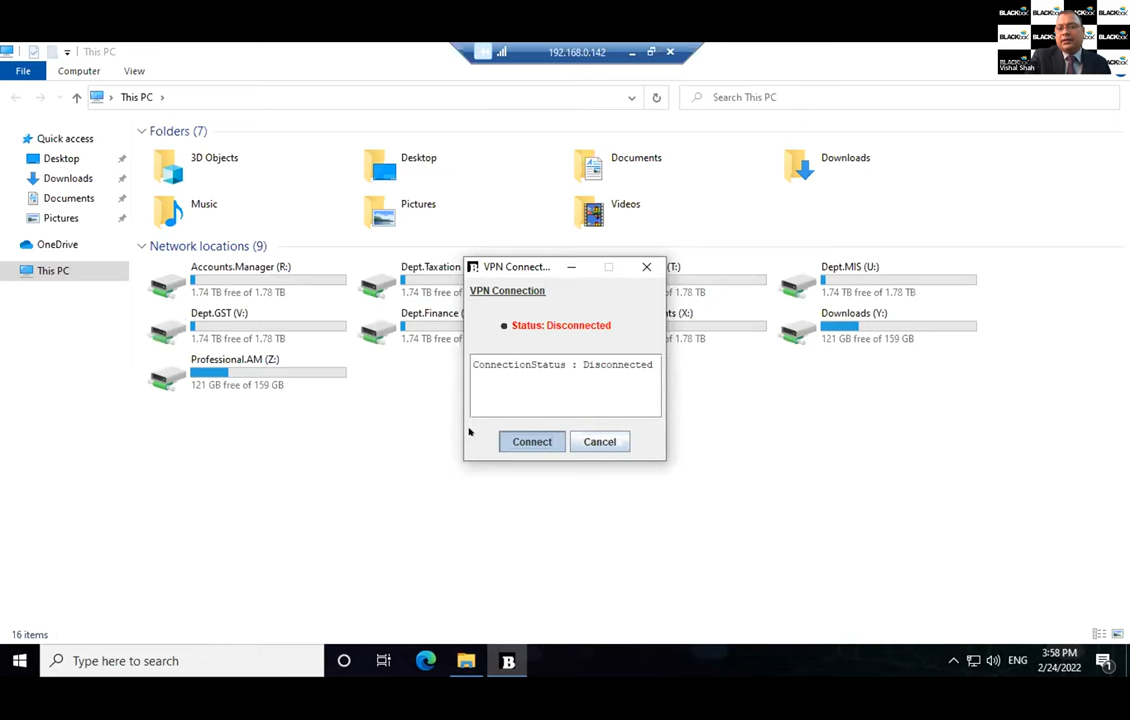 BLACKbox
Vishal Shah
This PC
192.168.0.142
File
Computer
View
This PC
Search This PC
Quick access
Desktop
Downloads
Documents
Pictures
OneDrive
This PC
Folders (7)
3D Objects
Desktop
Documents
Downloads
Music
Pictures
Videos
Network locations (9)
Accounts.Manager (R:)
1.74 TB free of 1.78 TB
Dept.Taxation
1.74 TB fre
(T:)
.78 TB
Dept.MIS (U:)
1.74 TB free of 1.78 TB
Dept.GST (V:)
1.74 TB free of 1.78 TB
Dept.Finance (
1.74 TB fre
ts (X:)
.78 TB
Downloads (Y:)
121 GB free of 159 GB
Professional.AM (Z:)
121 GB free of 159 GB
VPN Connect...
VPN Connection
Status: Disconnected
ConnectionStatus : Disconnected
Connect
Cancel
16 items
Type here to search
ENG
3:58 PM
2/24/2022
1